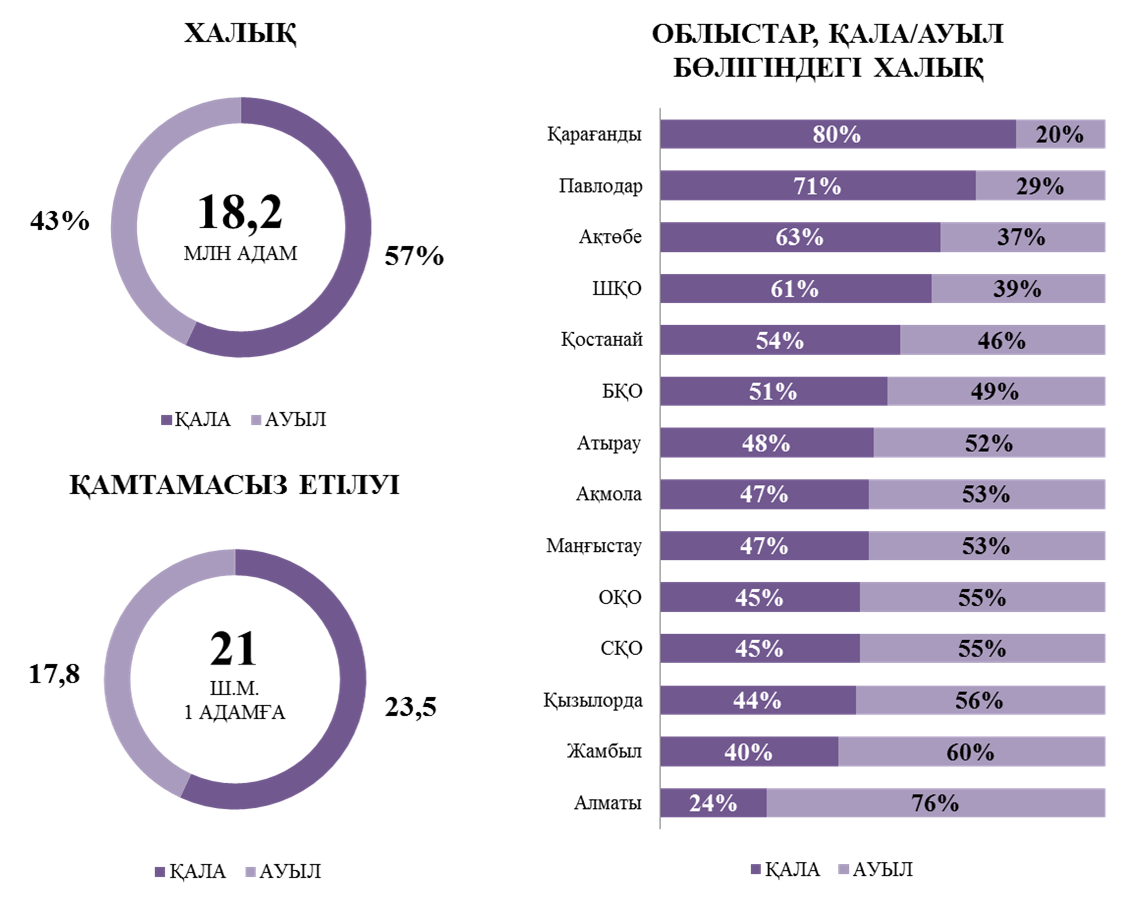 ХАЛЫҚ
43%
18,2
МЛН АДАМ
57%
ҚАЛА АУЫЛ
ҚАМТАМАСЫЗ ЕТІЛУІ
17,8
21
Ш.М.
1 АДАМҒА
23,5
ҚАЛА АУЫЛ
ОБЛЫСТАР, ҚАЛА/АУЫЛ
БӨЛІГІНДЕГІ ХАЛЫҚ
Қарағанды 80% 20%
Павлодар 71% 29%
Ақтөбе 63% 37%
ШҚО 61% 39%
Қостанай 54% 46%
БҚО 51% 49%
Атырау 48% 52%
Ақмола 47% 53%
Маңғыстау 47% 53%
ОҚО 45% 55%
СҚО 45% 55%
Қызылорда 44% 56%
Жамбыл 40% 60%
Алматы 24% 76%
ҚАЛА АУЫЛ